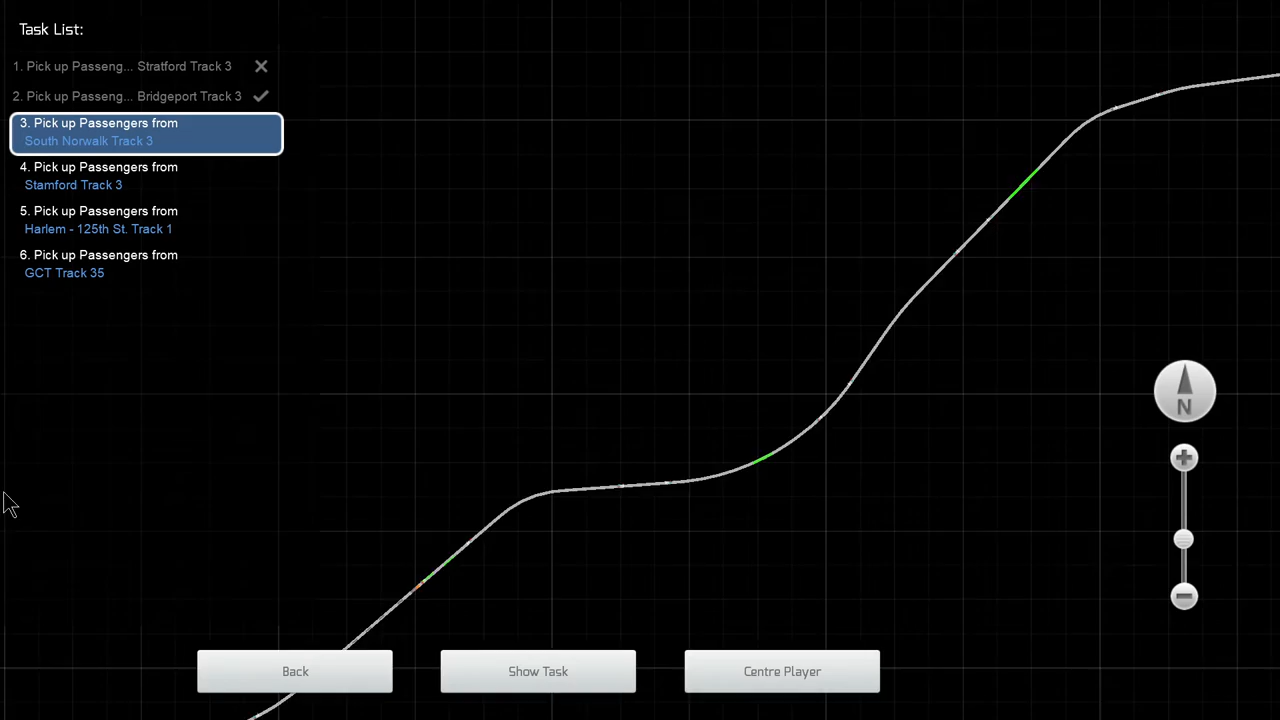 Task List:
1. Pick up Passeng... Stratford Track 3
2. Pick up Passeng... Bridgeport Track 3
3. Pick up Passengers from
South Norwalk Track 3
4. Pick up Passengers from
Stamford Track 3
5. Pick up Passengers from
Harlem - 125th St. Track 1
6. Pick up Passengers from
GCT Track 35
N
Back
Show Task
Centre Player